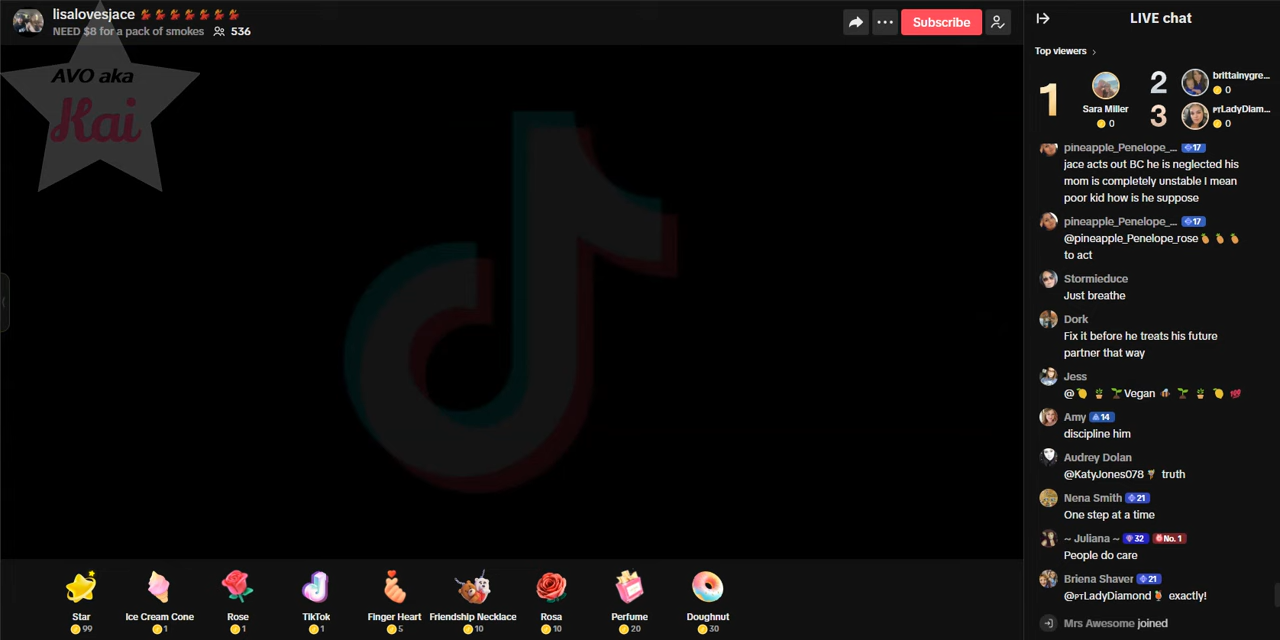 lisalovesjace 💃💃💃💃💃💃💃
NEED $8 for a pack of smokes 536
Subscribe
AVO aka
Kai
Star
99
Ice Cream Cone
1
Rose
1
TikTok
1
Finger Heart
5
Friendship Necklace
10
Rosa
10
Perfume
20
Doughnut
30
LIVE chat
Top viewers >
1
Sara Miller
0
2
brittainygre...
0
3
PTLadyDiam...
0
pineapple_Penelope_... 17
jace acts out BC he is neglected his
mom is completely unstable I mean
poor kid how is he suppose
pineapple_Penelope_... 17
@pineapple_Penelope_rose🍍🍍🍍
to act
Stormieduce
Just breathe
Dork
Fix it before he treats his future
partner that way
Jess
@🍋🪴🌱Vegan🐝🌱🪴🍋
Amy 14
discipline him
Audrey Dolan
@KatyJones078 truth
Nena Smith 21
One step at a time
~ Juliana ~ 32 No. 1
People do care
Briena Shaver 21
@PTLadyDiamond exactly!
Mrs Awesome joined